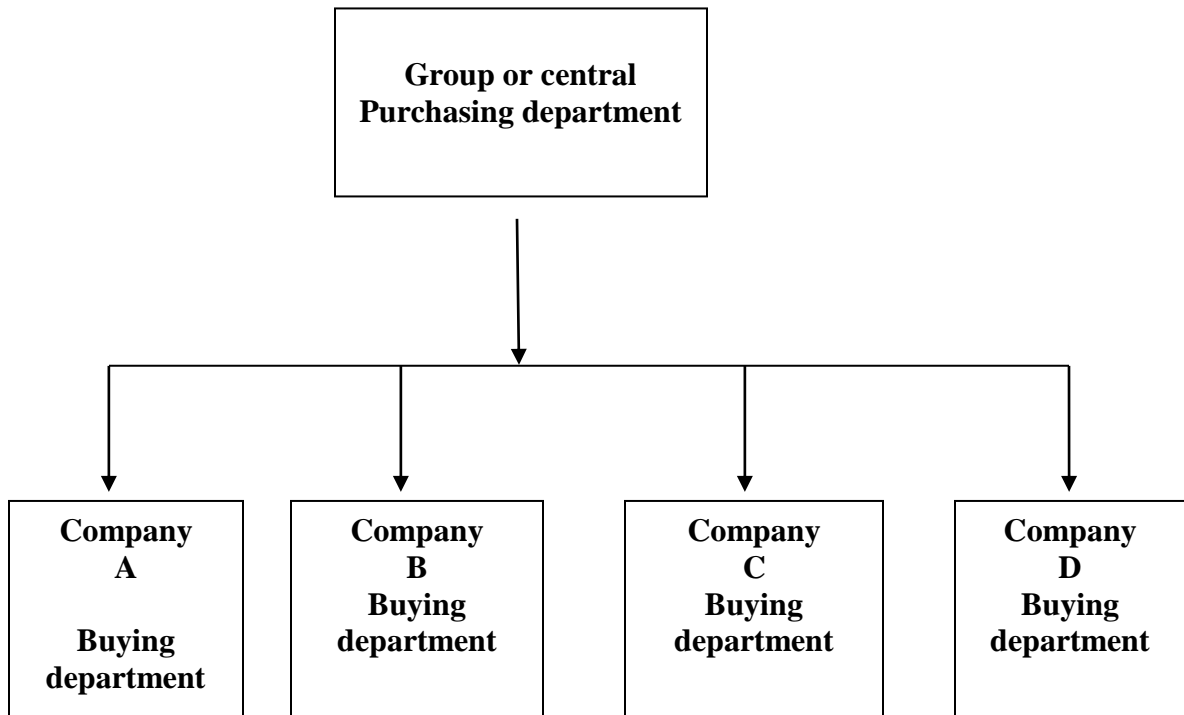 Group or central
Purchasing department
Company
A
Buying
department
Company
B
Buying
department
Company
C
Buying
department
Company
D
Buying
department